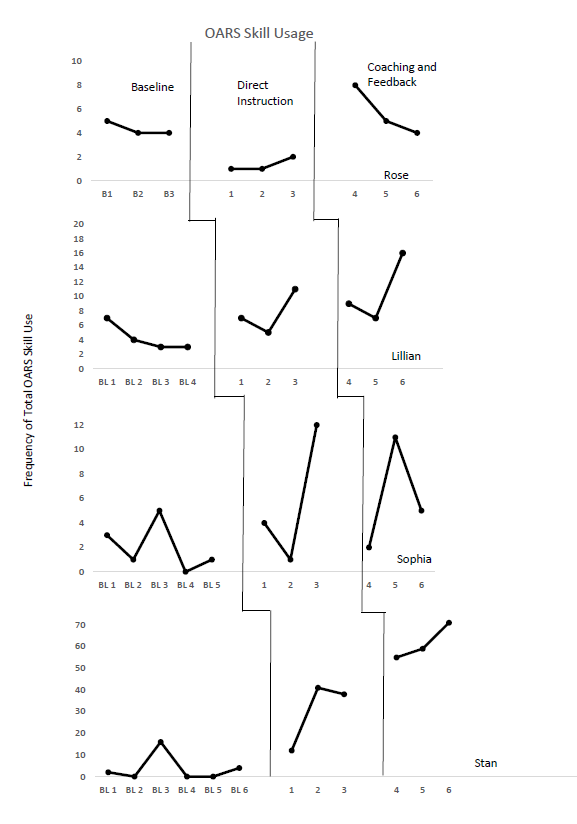 OARS Skill Usage
Baseline
Direct
Instruction
Coaching and
Feedback
10
8
6
4
2
0
B1 B2 B3 1 2 3 4 5 6
Rose
Frequency of Total OARS Skill Use
20
18
16
14
12
10
8
6
4
2
0
BL 1 BL 2 BL 3 BL 4 1 2 3 4 5 6
Lillian
12
10
8
6
4
2
0
BL 1 BL 2 BL 3 BL 4 BL 5 1 2 3 4 5 6
Sophia
70
60
50
40
30
20
10
0
BL 1 BL 2 BL 3 BL 4 BL 5 BL 6 1 2 3 4 5 6
Stan